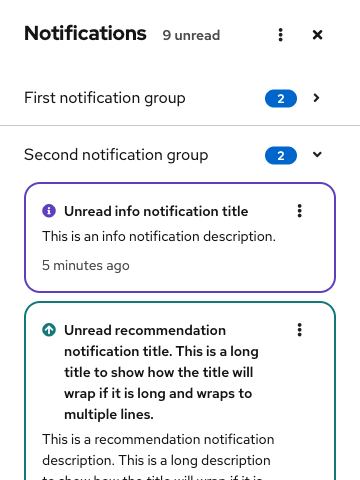 Notifications 9 unread
First notification group 2
Second notification group 2
Unread info notification title
This is an info notification description.
5 minutes ago
Unread recommendation
notification title. This is a long
title to show how the title will
wrap if it is long and wraps to
multiple lines.
This is a recommendation notification
description. This is a long description
to show how the title will wrap if it is